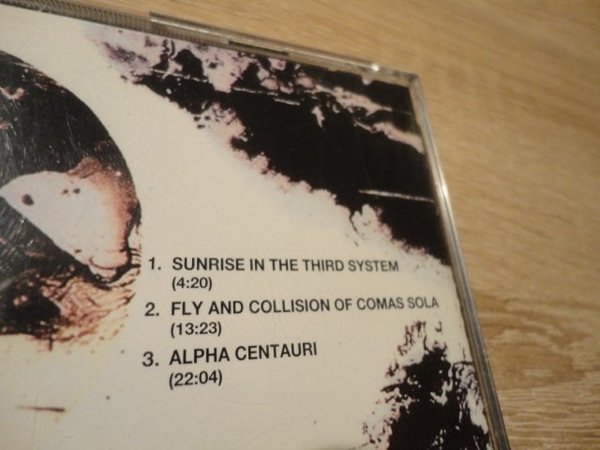 1. SUNRISE IN THE THIRD SYSTEM
(4:20)
2. FLY AND COLLISION OF COMAS SOLA
(13:23)
3. ALPHA CENTAURI
(22:04)